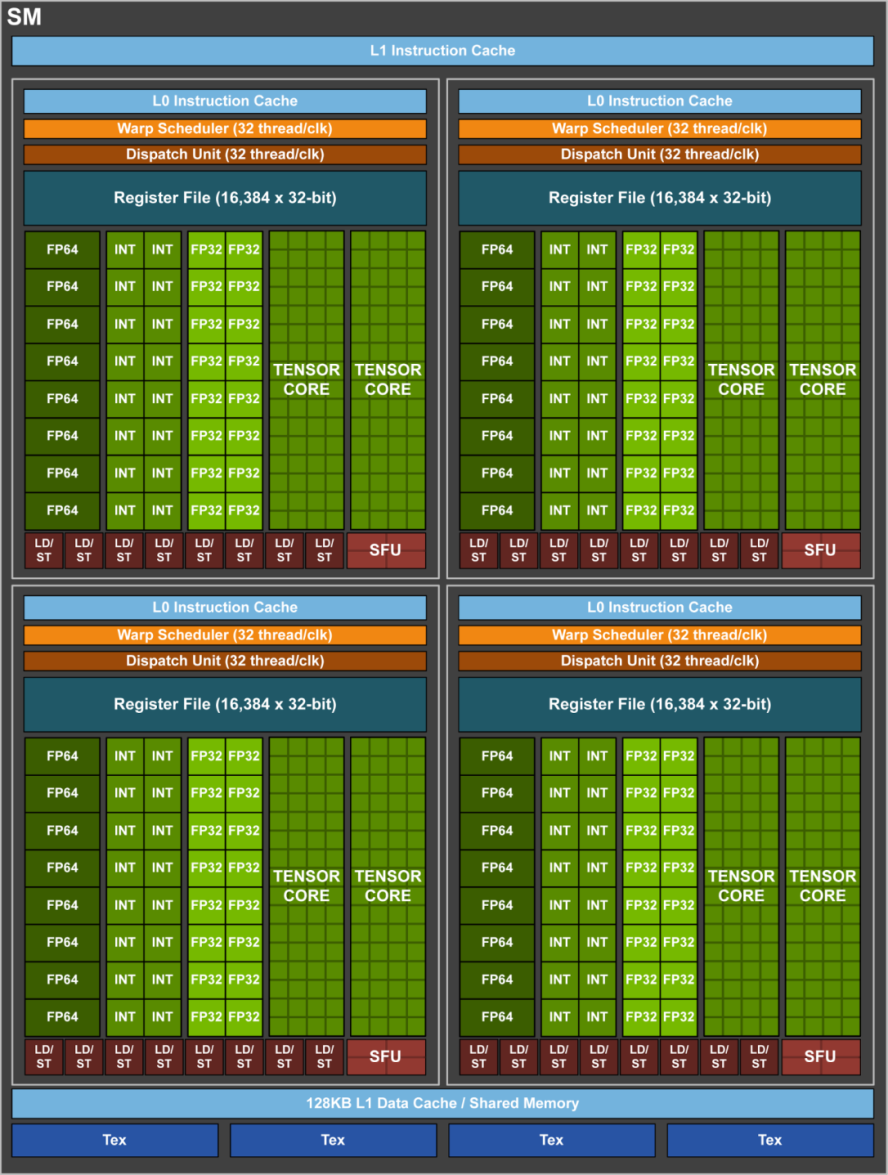 SM
L1 Instruction Cache
L0 Instruction Cache
Warp Scheduler (32 thread/clk)
Dispatch Unit (32 thread/clk)
Register File (16,384 x 32-bit)
FP64 INT INT FP32 FP32
FP64 INT INT FP32 FP32
FP64 INT INT FP32 FP32
FP64 INT INT FP32 FP32
TENSOR CORE TENSOR CORE
FP64 INT INT FP32 FP32
FP64 INT INT FP32 FP32
FP64 INT INT FP32 FP32
FP64 INT INT FP32 FP32
LD/ST LD/ST LD/ST LD/ST LD/ST LD/ST LD/ST LD/ST SFU
L0 Instruction Cache
Warp Scheduler (32 thread/clk)
Dispatch Unit (32 thread/clk)
Register File (16,384 x 32-bit)
FP64 INT INT FP32 FP32
FP64 INT INT FP32 FP32
FP64 INT INT FP32 FP32
FP64 INT INT FP32 FP32
TENSOR CORE TENSOR CORE
FP64 INT INT FP32 FP32
FP64 INT INT FP32 FP32
FP64 INT INT FP32 FP32
FP64 INT INT FP32 FP32
LD/ST LD/ST LD/ST LD/ST LD/ST LD/ST LD/ST LD/ST SFU
L0 Instruction Cache
Warp Scheduler (32 thread/clk)
Dispatch Unit (32 thread/clk)
Register File (16,384 x 32-bit)
FP64 INT INT FP32 FP32
FP64 INT INT FP32 FP32
FP64 INT INT FP32 FP32
FP64 INT INT FP32 FP32
TENSOR CORE TENSOR CORE
FP64 INT INT FP32 FP32
FP64 INT INT FP32 FP32
FP64 INT INT FP32 FP32
FP64 INT INT FP32 FP32
LD/ST LD/ST LD/ST LD/ST LD/ST LD/ST LD/ST LD/ST SFU
L0 Instruction Cache
Warp Scheduler (32 thread/clk)
Dispatch Unit (32 thread/clk)
Register File (16,384 x 32-bit)
FP64 INT INT FP32 FP32
FP64 INT INT FP32 FP32
FP64 INT INT FP32 FP32
FP64 INT INT FP32 FP32
TENSOR CORE TENSOR CORE
FP64 INT INT FP32 FP32
FP64 INT INT FP32 FP32
FP64 INT INT FP32 FP32
FP64 INT INT FP32 FP32
LD/ST LD/ST LD/ST LD/ST LD/ST LD/ST LD/ST LD/ST SFU
128KB L1 Data Cache / Shared Memory
Tex Tex Tex Tex